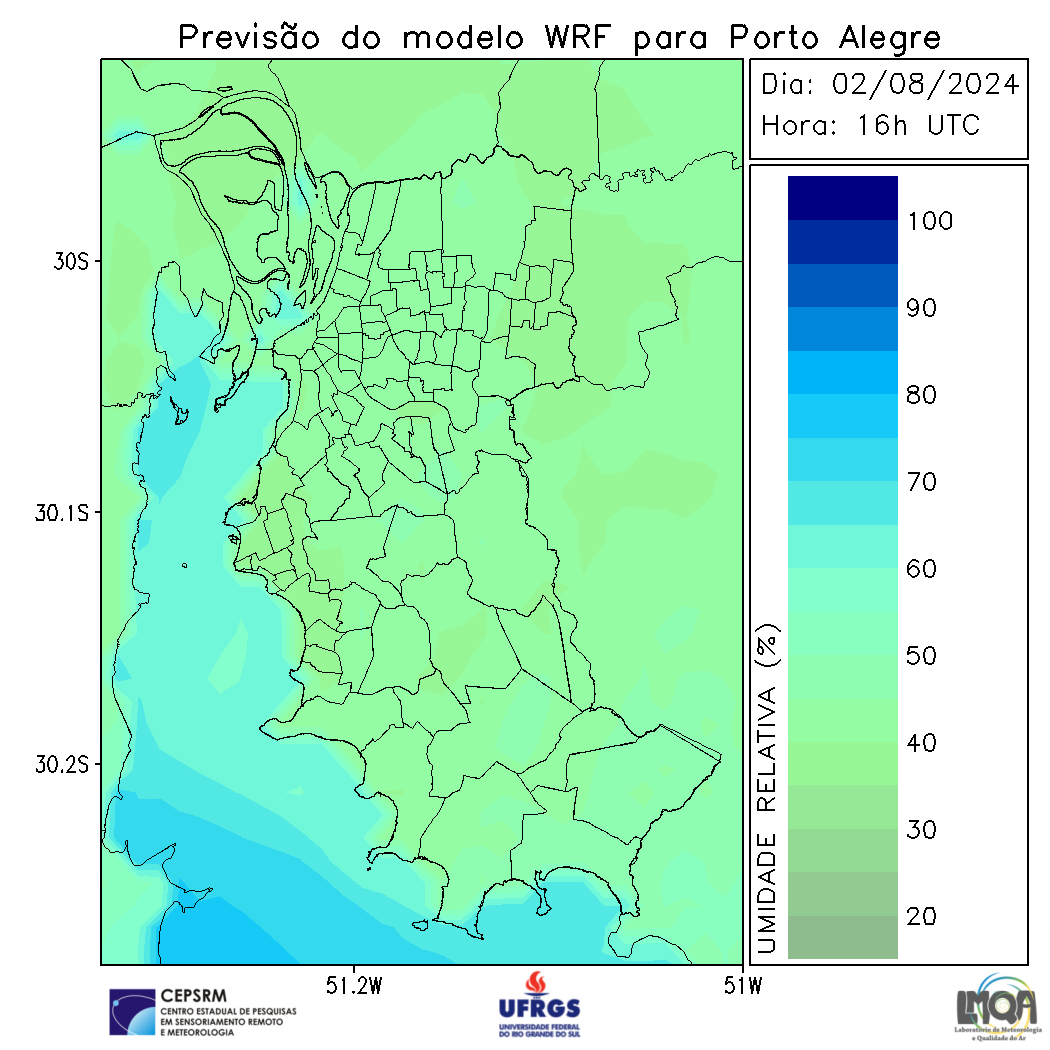 Previsão do modelo WRF para Porto Alegre
Dia: 02/08/2024
Hora: 16h UTC
100
90
80
70
60
50
40
30
20
UMIDADE RELATIVA (%)
30S
30.1S
30.2S
51.2W
51W
CEPSRM
CENTRO ESTADUAL DE PESQUISAS
EM SENSORIAMENTO REMOTO
E METEOROLOGIA
UFRGS
UNIVERSIDADE FEDERAL
DO RIO GRANDE DO SUL
LMQA
Laboratório de Meteorologia
e Qualidade do Ar